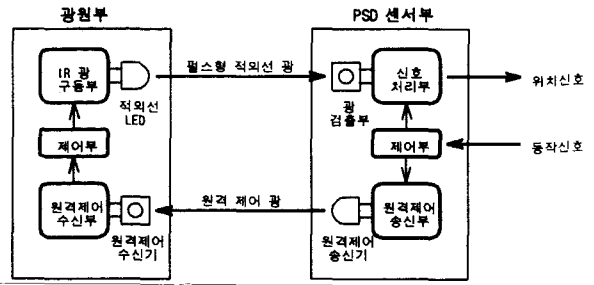 광원부
PSD 센서부
IR 광
구동부
적외선
LED
펄스형 적외선 광
광
검출부
신호
처리부
위치신호
제어부
제어부
동작신호
원격제어
수신부
원격제어
수신기
원격 제어 광
원격제어
송신기
원격제어
송신부